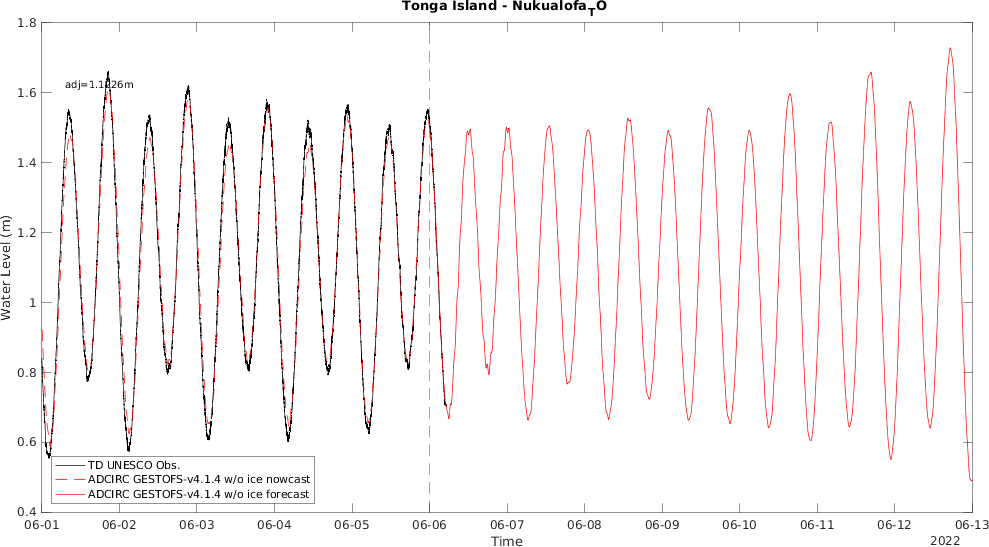 Tonga Island - Nukualofa_TO
1.8
adj=1.1226m
1.6
1.4
1.2
1
0.8
0.6
0.4
Water Level (m)
TD UNESCO Obs.
ADCIRC GESTOFS-v4.1.4 w/o ice nowcast
ADCIRC GESTOFS-v4.1.4 w/o ice forecast
06-01 06-02 06-03 06-04 06-05 06-06 06-07 06-08 06-09 06-10 06-11 06-12 06-13
Time
2022